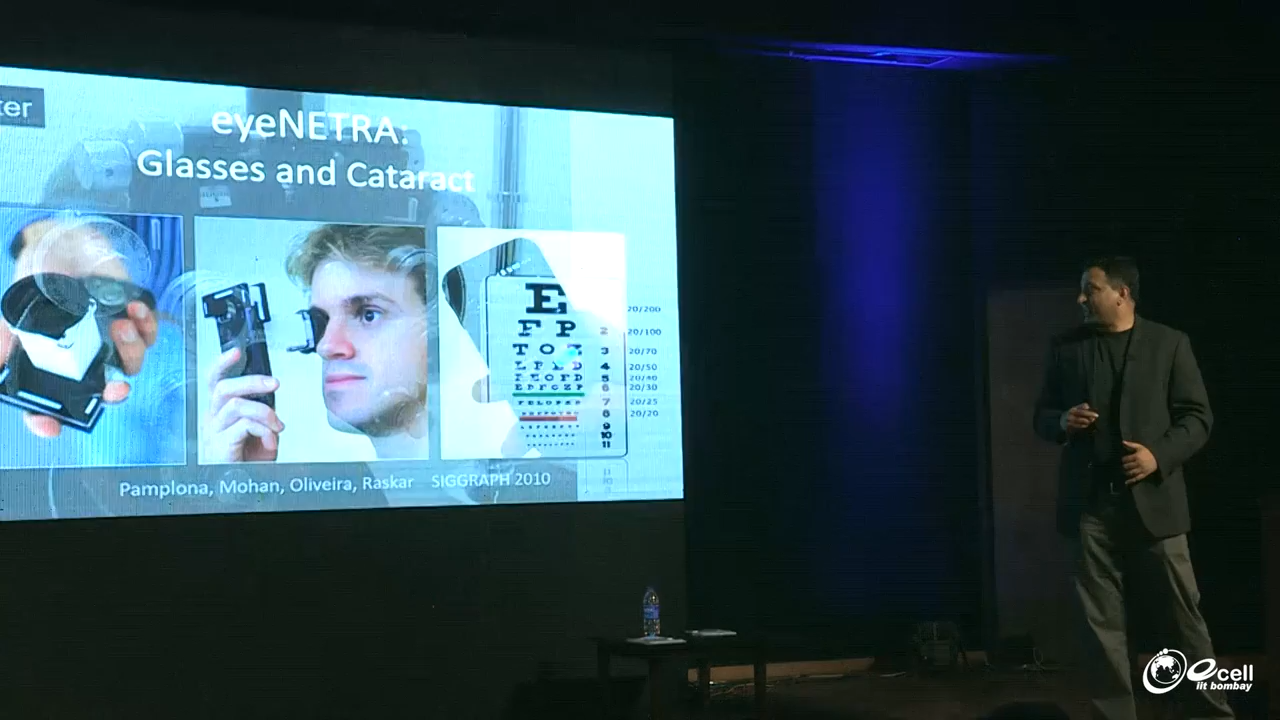 ter
eyeNETRA:
Glasses and Cataract
E
F P
2
T O Z
3
L P E D
4
5
6
7
8
9
10
11
20/200
20/100
20/70
20/50
20/40
20/30
20/25
20/20
Pamplona, Mohan, Oliveira, Raskar SIGGRAPH 2010
ecell
iit bombay